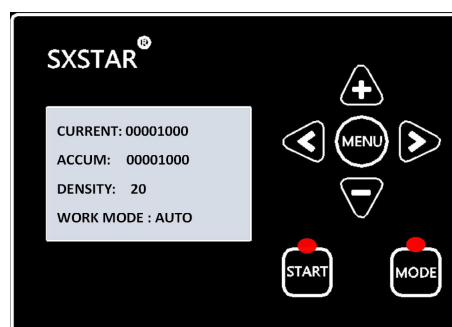 SXSTAR®
CURRENT: 00001000
ACCUM: 00001000
DENSITY: 20
WORK MODE : AUTO
+
< MENU >
-
START MODE